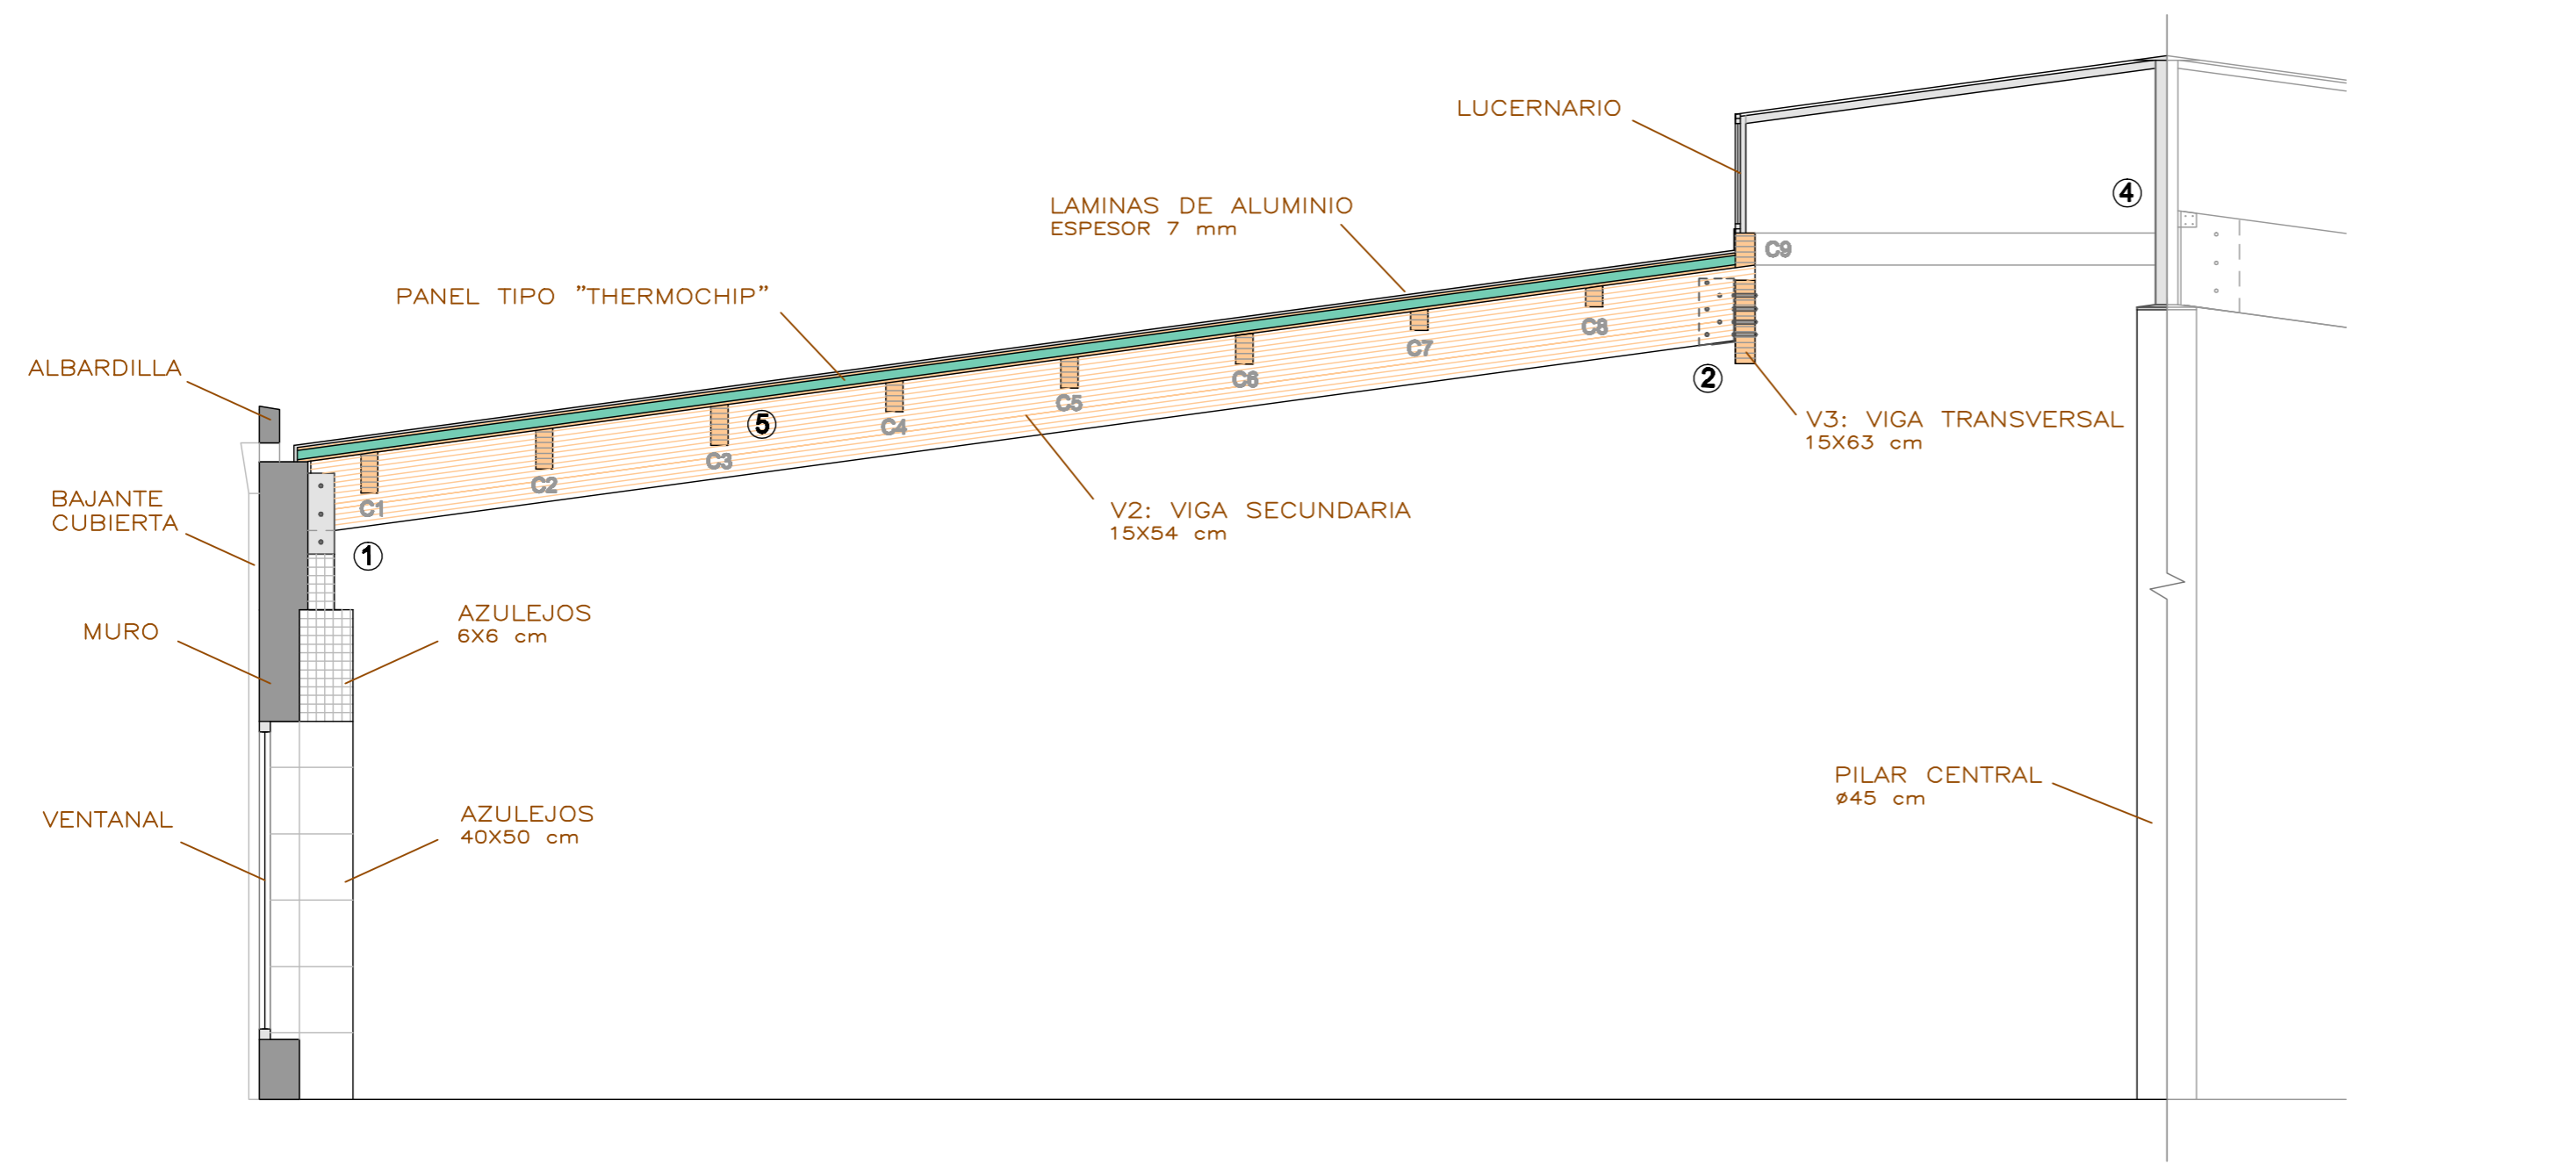 LUCERNARIO
4
LAMINAS DE ALUMINIO
ESPESOR 7 mm
C9
PANEL TIPO "THERMOCHIP"
C8
C7
ALBARDILLA
C6
2
C5
V3: VIGA TRANSVERSAL
15X63 cm
5
C4
C3
C2
BAJANTE
CUBIERTA
C1
V2: VIGA SECUNDARIA
15X54 cm
1
MURO
AZULEJOS
6X6 cm
PILAR CENTRAL
ø45 cm
VENTANAL
AZULEJOS
40X50 cm